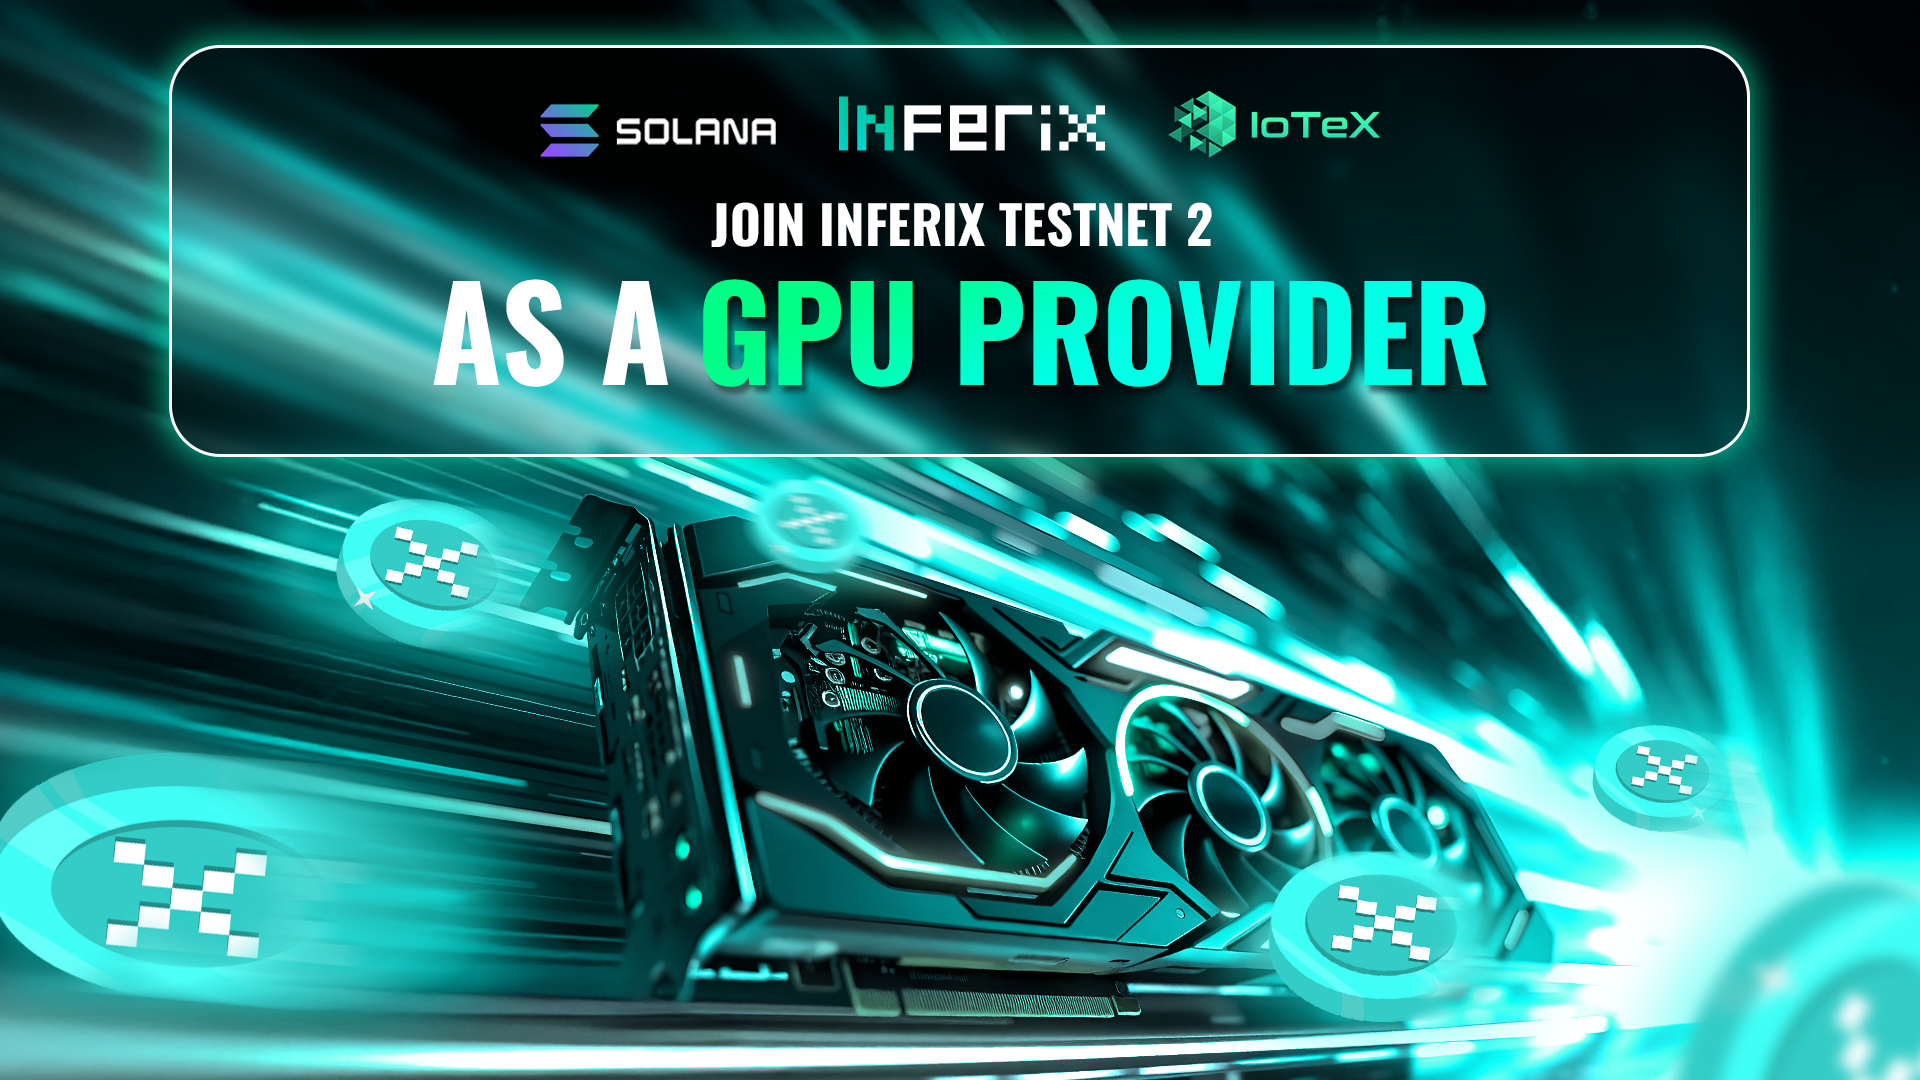 SOLANA INFERIX IoTeX
JOIN INFERIX TESTNET 2
AS A GPU PROVIDER